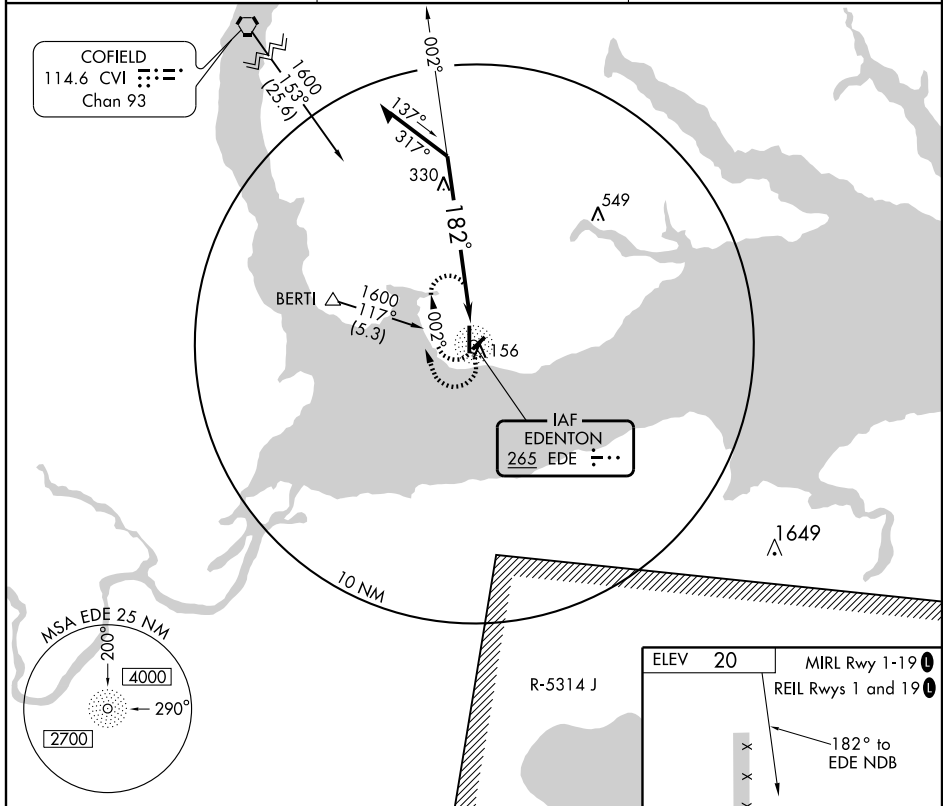 COFIELD
114.6 CVI
Chan 93
1600
153°
(25.6)
002°
137°
317°
330
182°
549
BERTI
1600
117°
(5.3)
002°
156
IAF
EDENTON
265 EDE
1649
10 NM
MSA EDE 25 NM
200°
4000
290°
2700
R-5314 J
ELEV 20
MIRL Rwy 1-19 L
REIL Rwys 1 and 19 L
182° to
EDE NDB
x
x
x